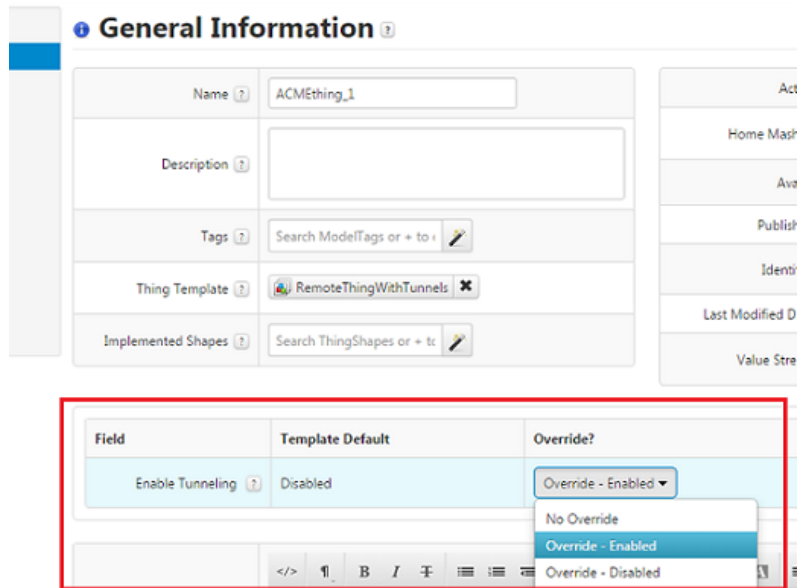 General Information ?
Name ?
ACMEthing_1
Description ?
Tags ?
Search ModelTags or + to
Thing Template ?
RemoteThingWithTunnels
Implemented Shapes ?
Search ThingShapes or + to
Act
Home Mash
Ava
Publish
Identi
Last Modified D
Value Stre
Field Template Default Override?
Enable Tunneling ? Disabled Override - Enabled
No Override
Override - Enabled
Override - Disabled